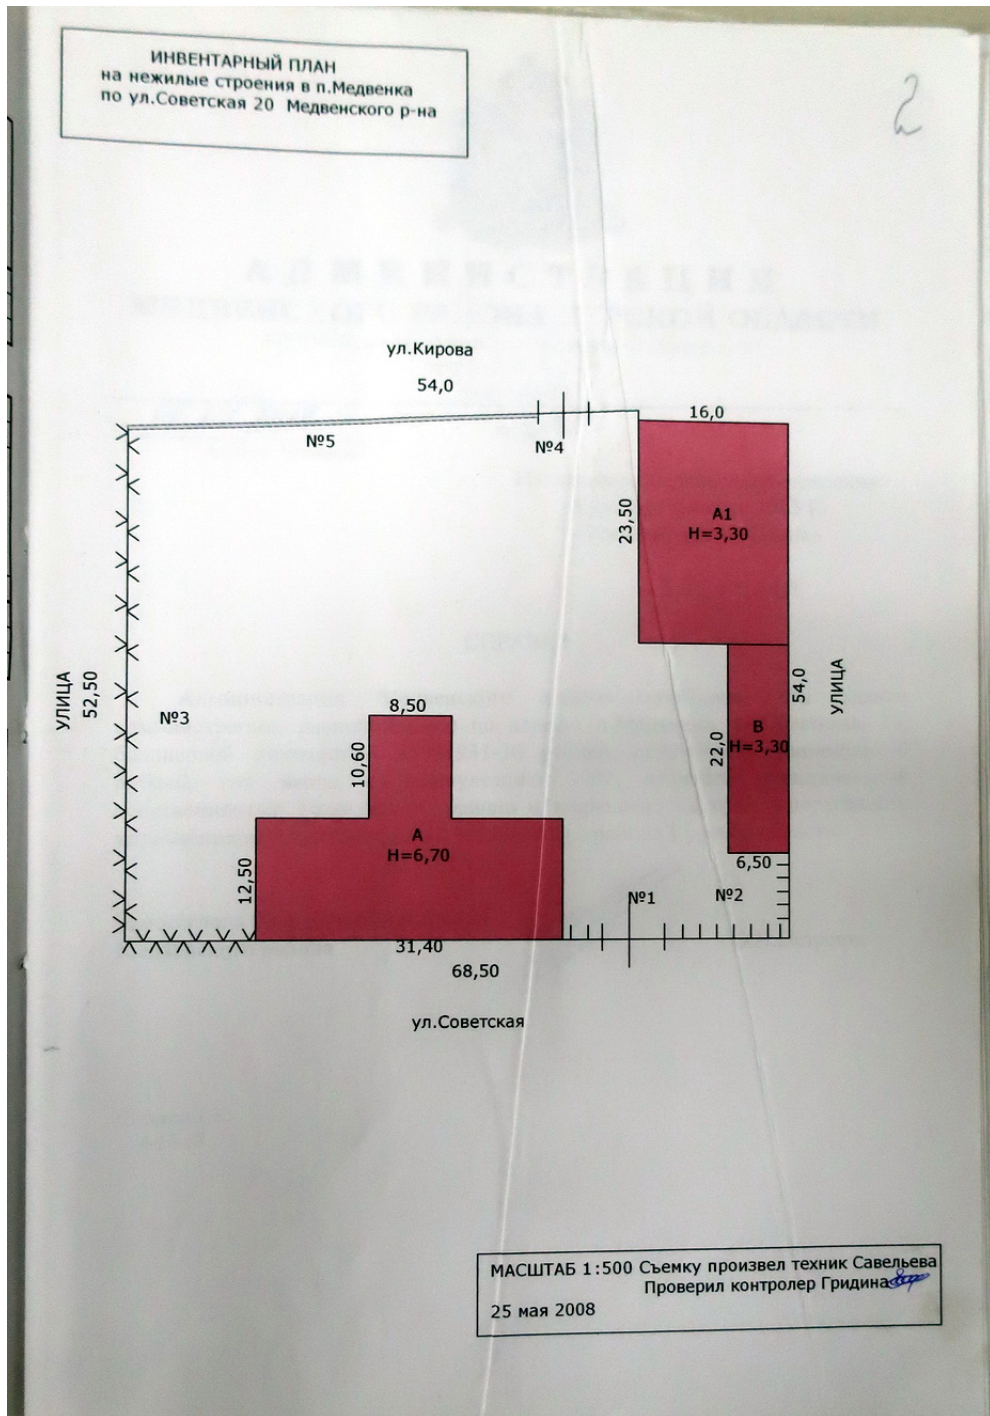 ИНВЕНТАРНЫЙ ПЛАН
на нежилые строения в п.Медвенка
по ул.Советская 20 Медвенского р-на
2
ул.Кирова
54,0
16,0
№5
№4
23,50
А1
Н=3,30
УЛИЦА
52,50
№3
8,50
10,60
54,0
УЛИЦА
22,0
В
Н=3,30
А
Н=6,70
12,50
6,50
№1
№2
31,40
68,50
ул.Советская
МАСШТАБ 1:500 Съемку произвел техник Савельева
Проверил контролер Гридина
25 мая 2008